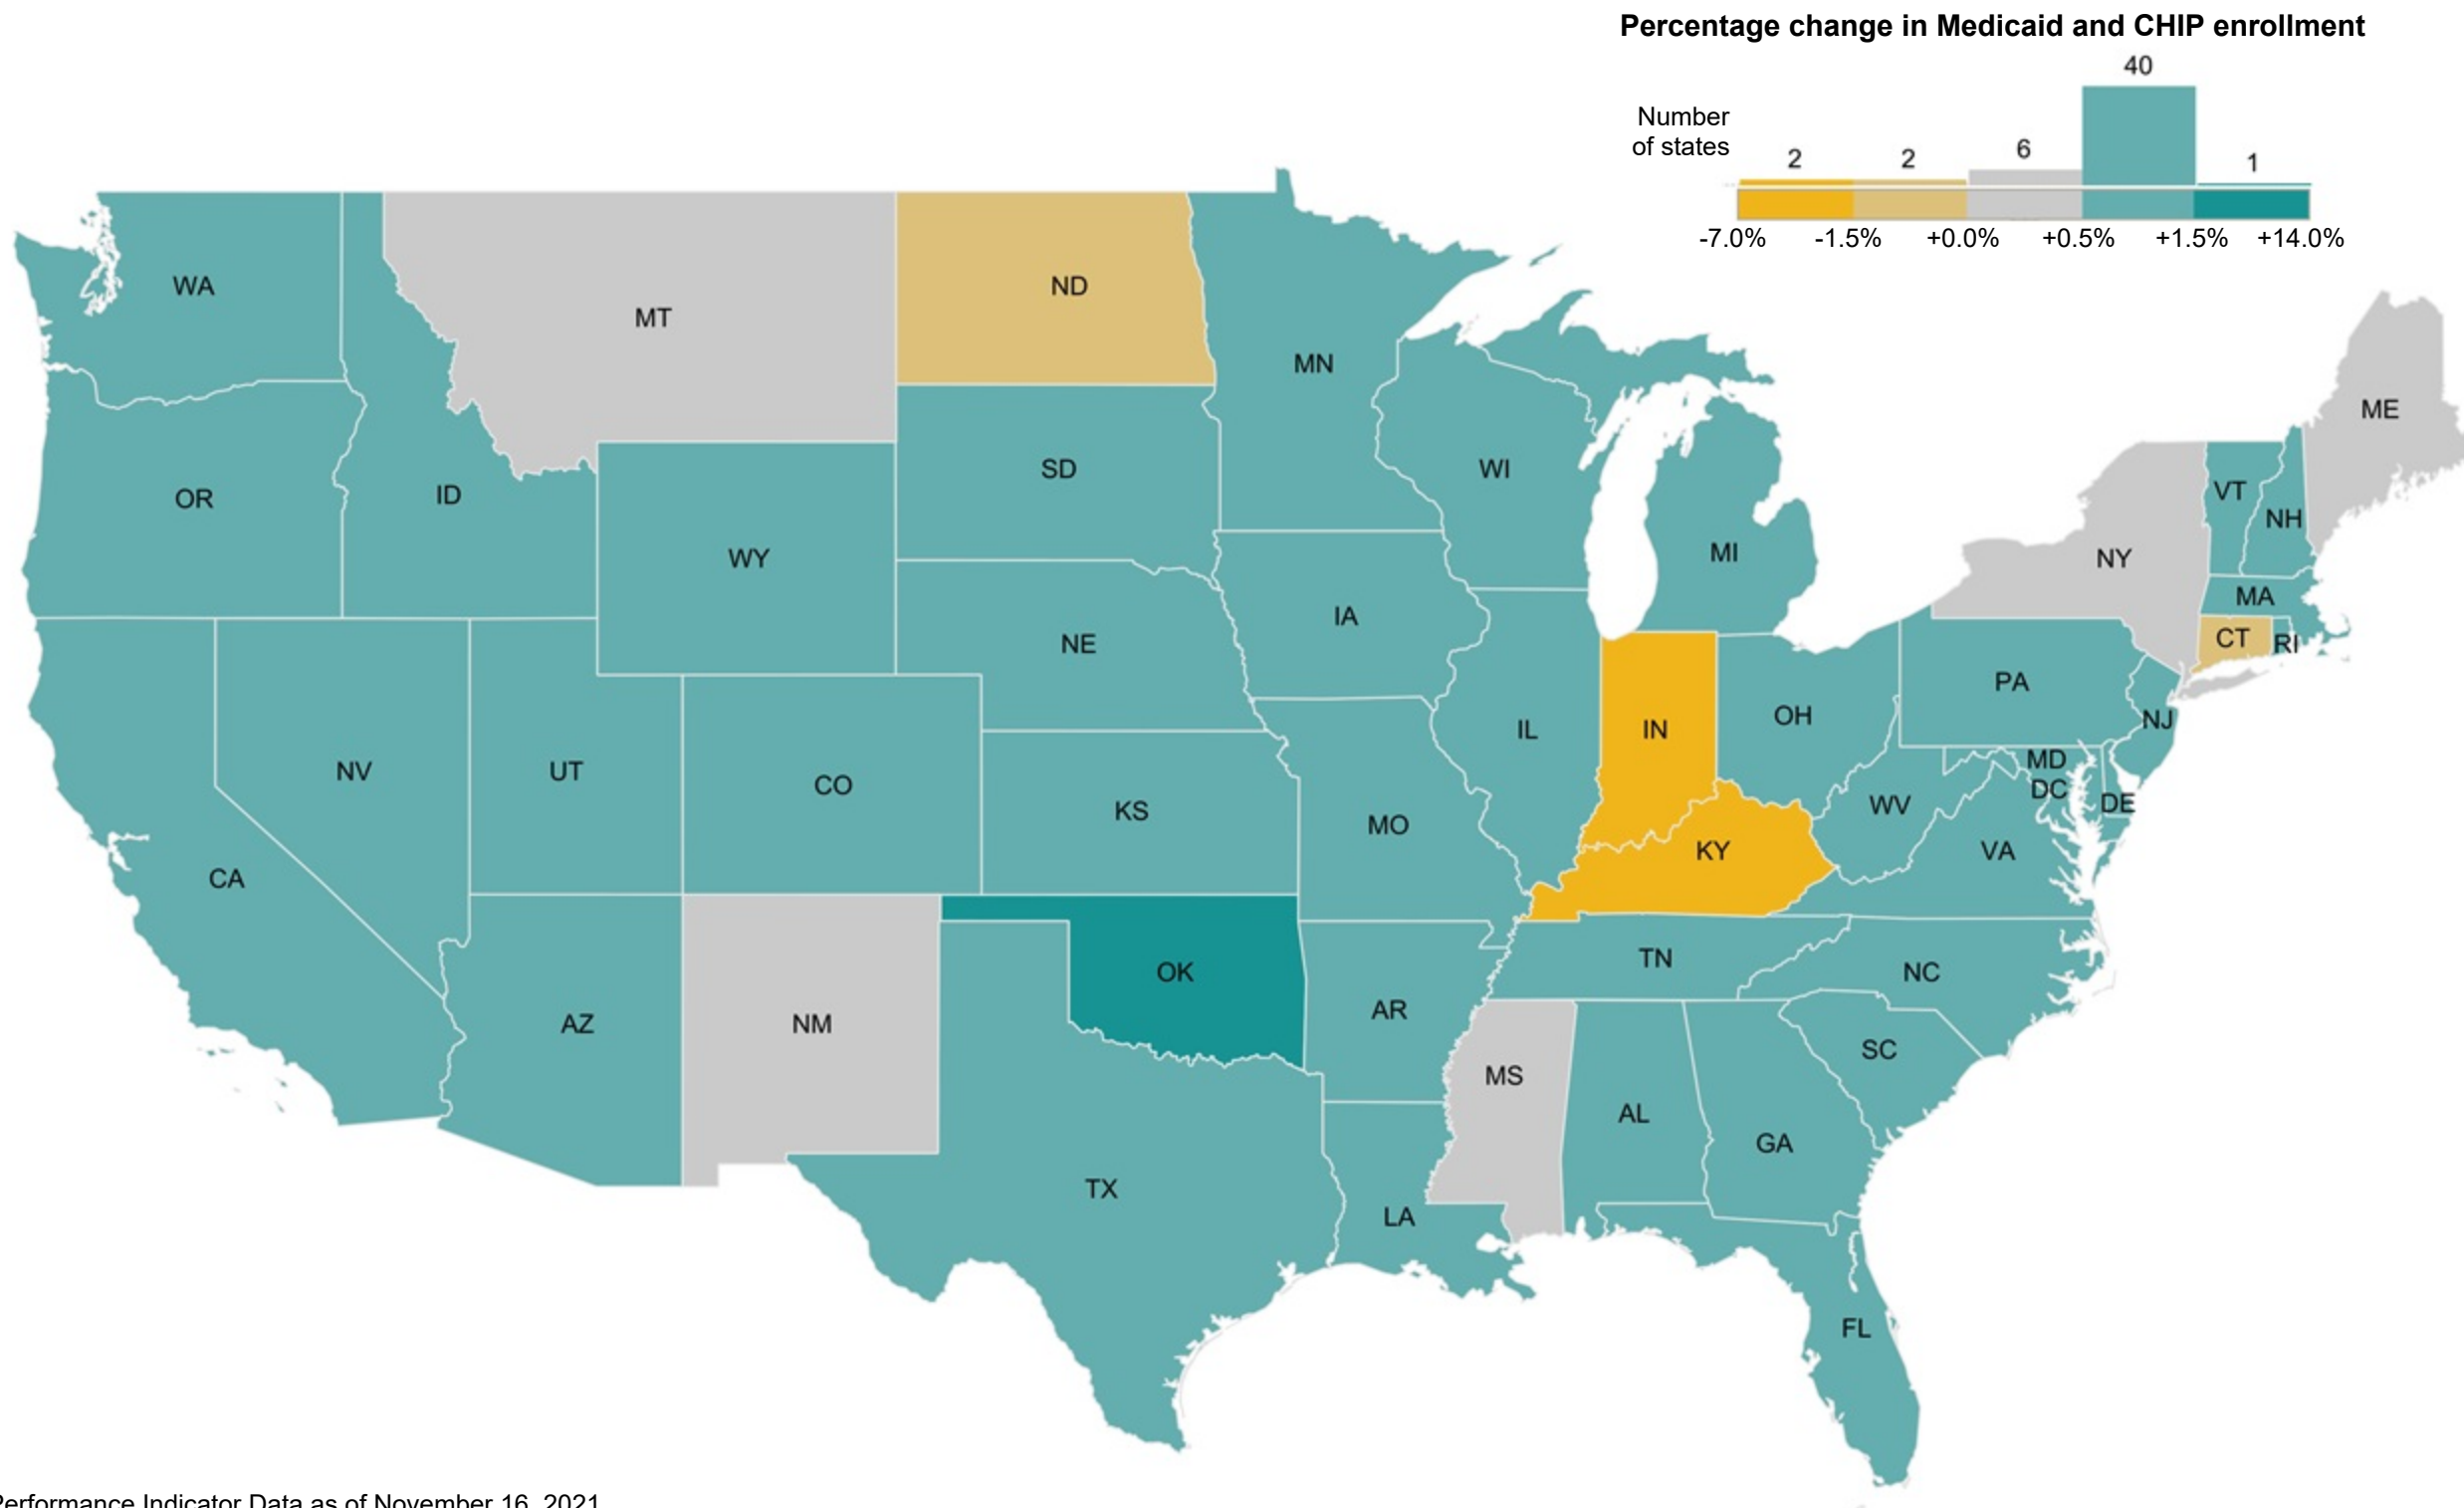 Percentage change in Medicaid and CHIP enrollment
40
Number
of states
2
2
6
1
-7.0%
-1.5%
+0.0%
+0.5%
+1.5%
+14.0%
WA
MT
ND
MN
ME
OR
ID
WY
SD
WI
MI
NY
VT
NH
MA
CT
RI
NE
IA
PA
NJ
NV
UT
CO
KS
MO
IL
IN
OH
MD
DC
DE
WV
VA
KY
CA
AZ
NM
OK
AR
TN
NC
SC
MS
AL
GA
TX
LA
FL
Performance Indicator Data as of November 16, 2021